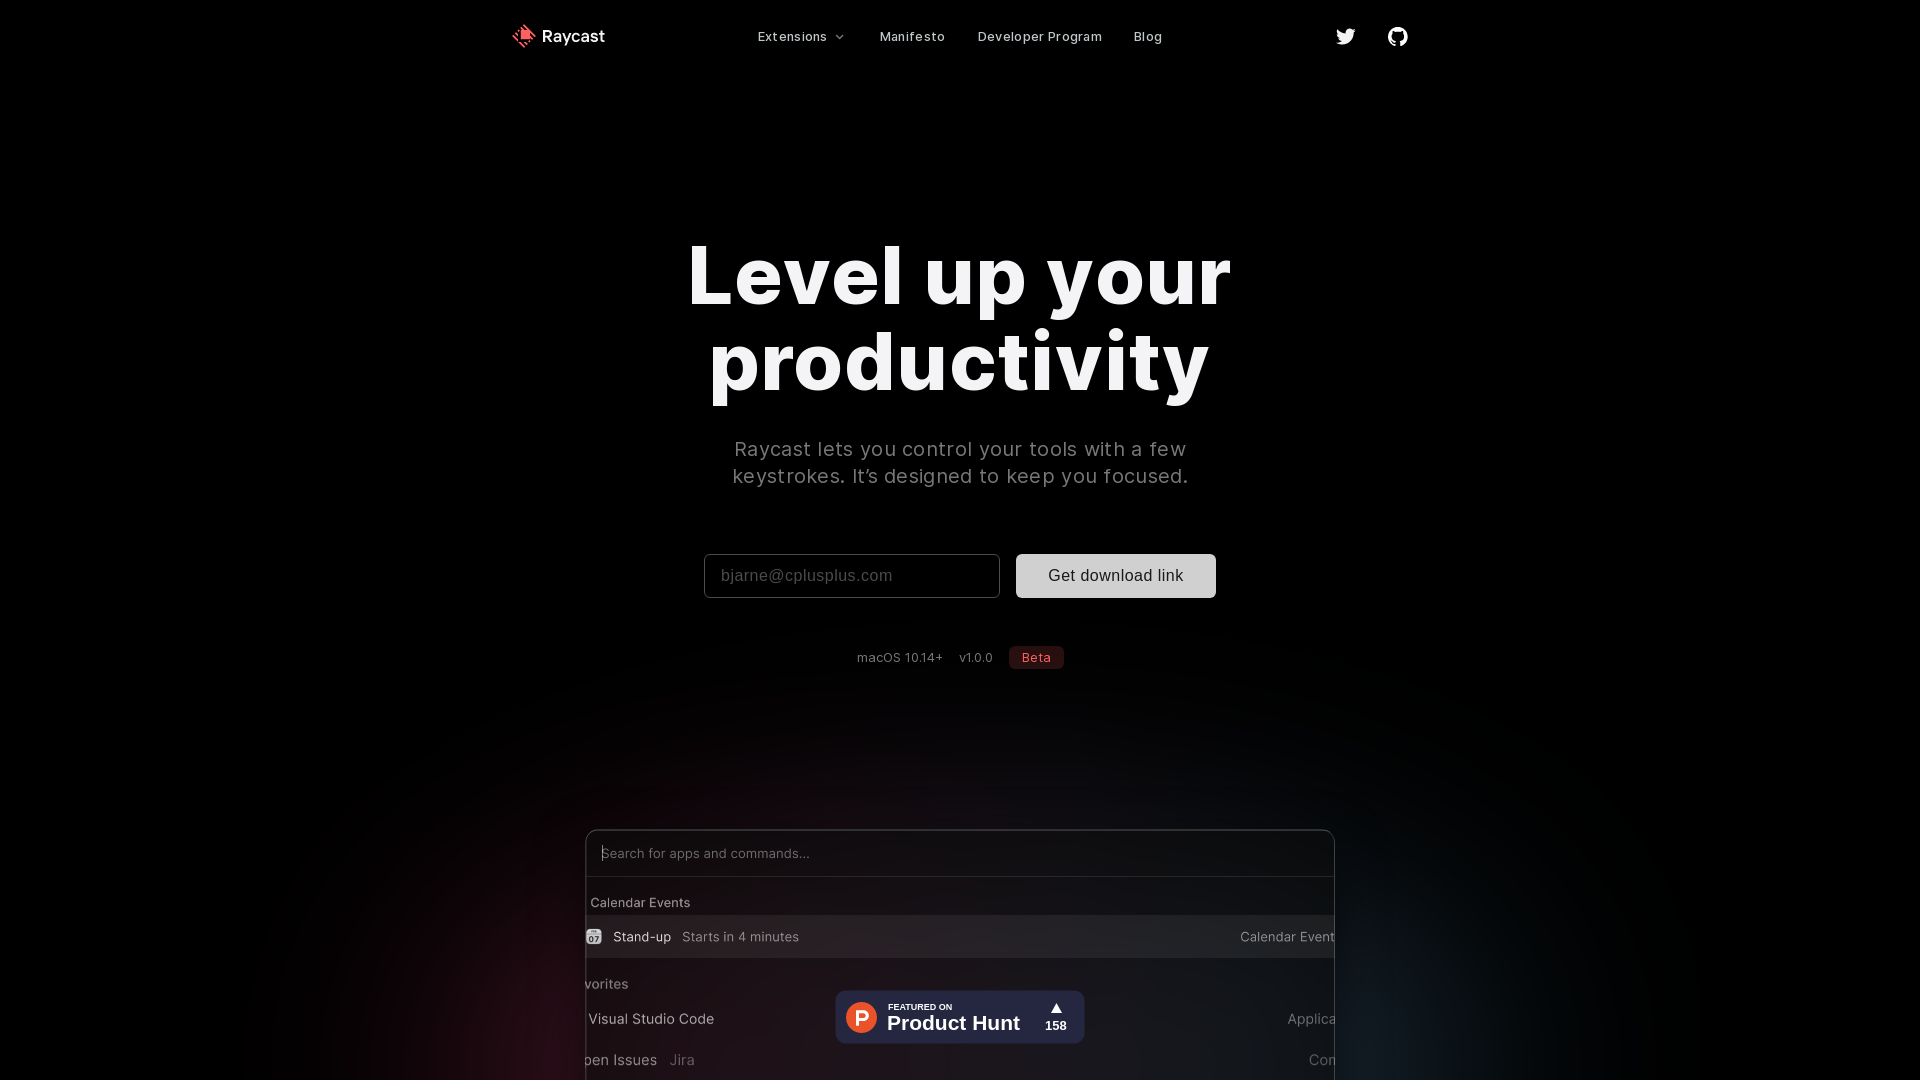 Raycast
Extensions
Manifesto
Developer Program
Blog
Level up your
productivity
Raycast lets you control your tools with a few
keystrokes. It’s designed to keep you focused.
bjarne@cplusplus.com
Get download link
macOS 10.14+ v1.0.0 Beta
Search for apps and commands...
Calendar Events
07 Stand-up Starts in 4 minutes Calendar Event
vorites
Visual Studio Code Applica
pen Issues Jira Con
FEATURED ON
Product Hunt
158